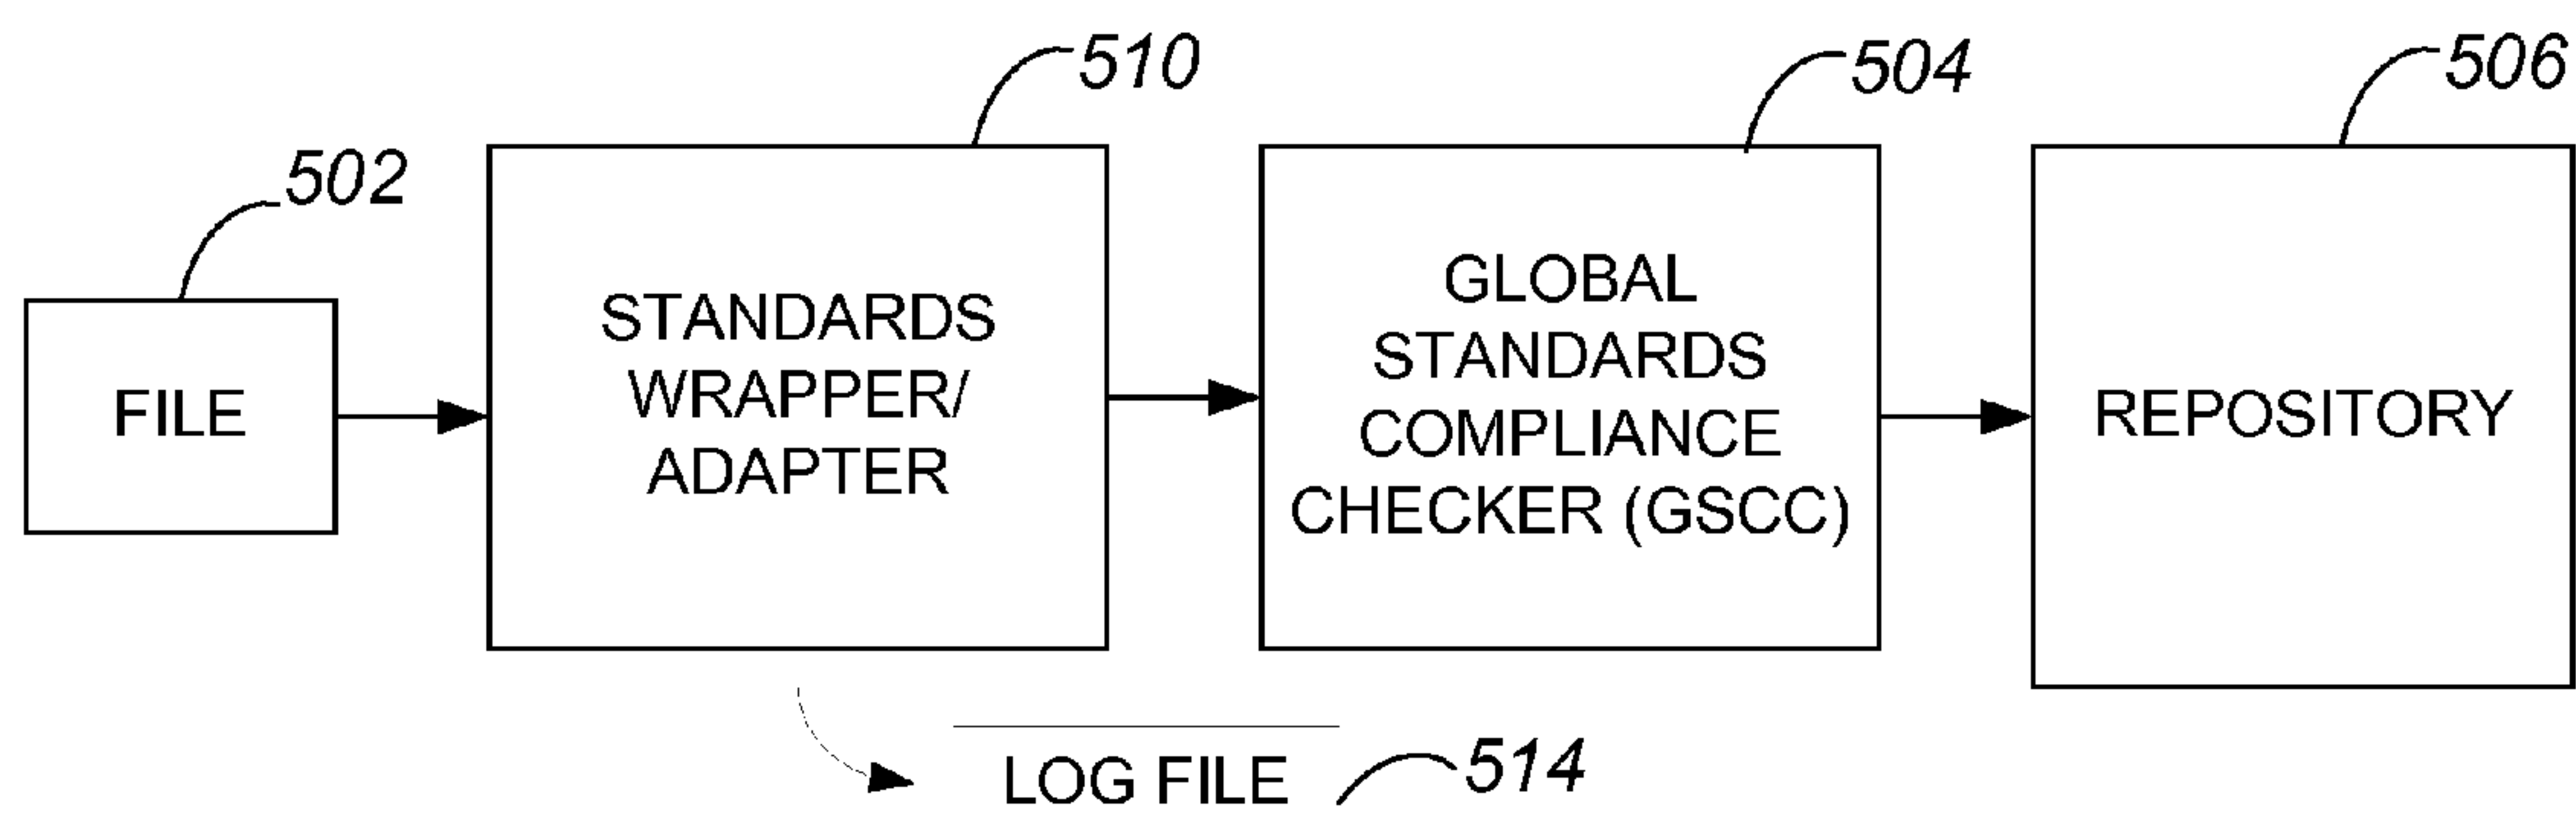 510
504
506
502
FILE
STANDARDS
WRAPPER/
ADAPTER
GLOBAL
STANDARDS
COMPLIANCE
CHECKER (GSCC)
REPOSITORY
LOG FILE
514